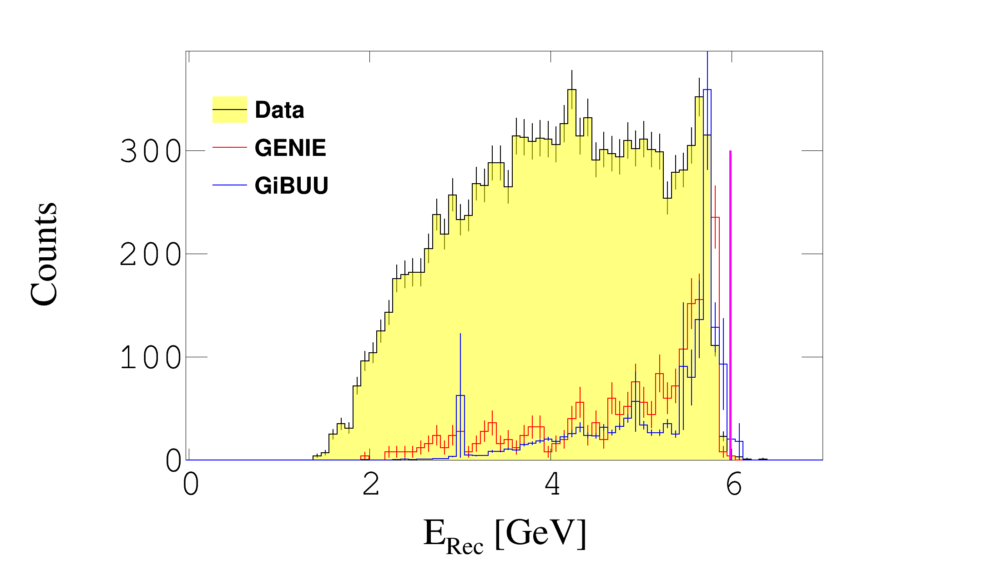 Data
GENIE
GiBUU
300
200
100
0
0 2 4 6
Counts
E_Rec [GeV]